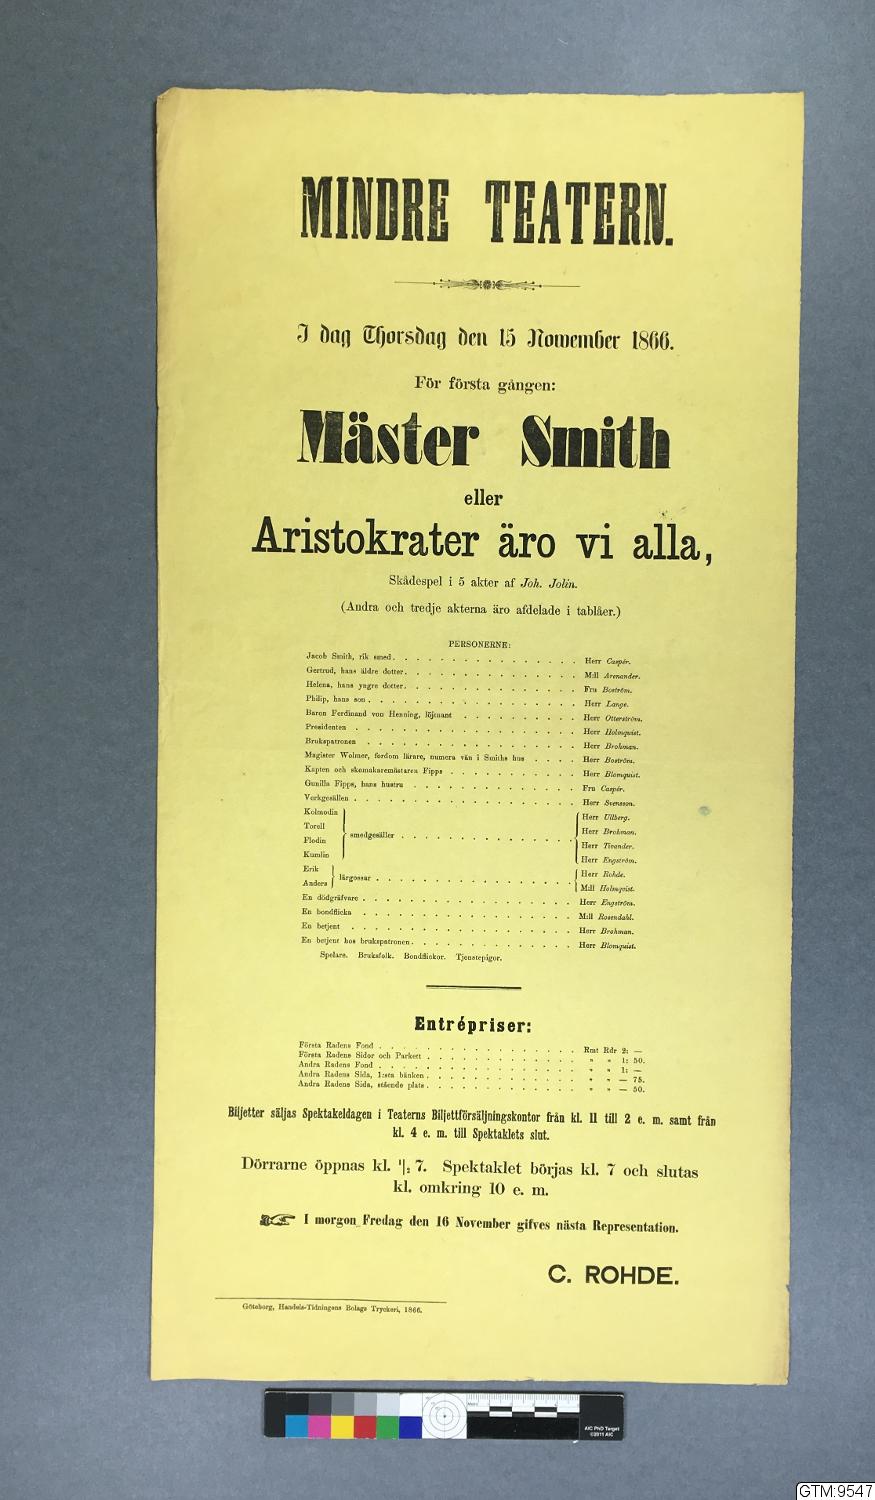 MINDRE TEATERN.
I dag Thorsdag den 15 November 1866.
För första gången:
Mäster Smith
eller
Aristokrater äro vi alla,
Skådespel i 5 akter af Joh. Jolin.
(Andra och tredje akterna äro afdelade i tablåer.)
PERSONERNE:
Jacob Smith, rik smed. . . . . . . . . . . . . . . . Herr Caspér.
Gertrud, hans äldre dotter. . . . . . . . . . . . . . . Mill Arenander.
Helena, hans yngre dotter. . . . . . . . . . . . . . . Fru Boström.
Philip, hans son . . . . . . . . . . . . . . . . . . Herr Lange.
Baron Ferdinand von Henning, löjtnant . . . . . . . . . . Herr Otterström.
Presidenten . . . . . . . . . . . . . . . . . . . Herr Holmquist.
Brukspatronen . . . . . . . . . . . . . . . . . . Herr Brohman.
Magister Wolmer, fordom lärare, numera vän i Smiths hus . . . . Herr Boström.
Kapten och skomakaremästaren Fipps . . . . . . . . . . . Herr Blomquist.
Gunilla Fipps, hans hustru . . . . . . . . . . . . . . Fru Caspér.
Verkgesällen . . . . . . . . . . . . . . . . . . . Herr Svensson.
Kolmodin
Torell
Flodin
Kumlin
smedgesäller . . . . . . . . . . . .
Herr Ullberg.
Herr Brohman.
Herr Tivander.
Herr Engström.
Erik
Anders
lärgossar . . . . . . . . . . . . . .
Herr Rohde.
Mill Holmqvist.
En dödgräfvare . . . . . . . . . . . . . . . . . . Herr Engström.
En bondflicka . . . . . . . . . . . . . . . . . . Mill Rosendahl.
En betjent . . . . . . . . . . . . . . . . . . . Herr Brohman.
En betjent hos brukspatronen. . . . . . . . . . . . . . Herr Blomquist.
Spelare. Bruksfolk. Bondflickor. Tjenstepigor.
Entrépriser:
Första Radens Fond . . . . . . . . . . . . . . . . . Rmt Rdr 2: —
Första Radens Sidor och Parkett . . . . . . . . . . . . . " " 1: 50.
Andra Radens Fond . . . . . . . . . . . . . . . . . " " 1: —
Andra Radens Sida, 1:sta bänken . . . . . . . . . . . . . " " — 75.
Andra Radens Sida, stående plats . . . . . . . . . . . . . " " — 50.
Biljetter säljas Spektakeldagen i Teaterns Biljettförsäljningskontor från kl. 11 till 2 e. m. samt från
kl. 4 e. m. till Spektaklets slut.
Dörrarne öppnas kl. ½ 7. Spektaklet börjas kl. 7 och slutas
kl. omkring 10 e. m.
☞ I morgon Fredag den 16 November gifves nästa Representation.
C. ROHDE.
Göteborg, Handels-Tidningens Bolags Tryckeri, 1866.
AIC PhD Target
©2011 AIC
GTM:9547